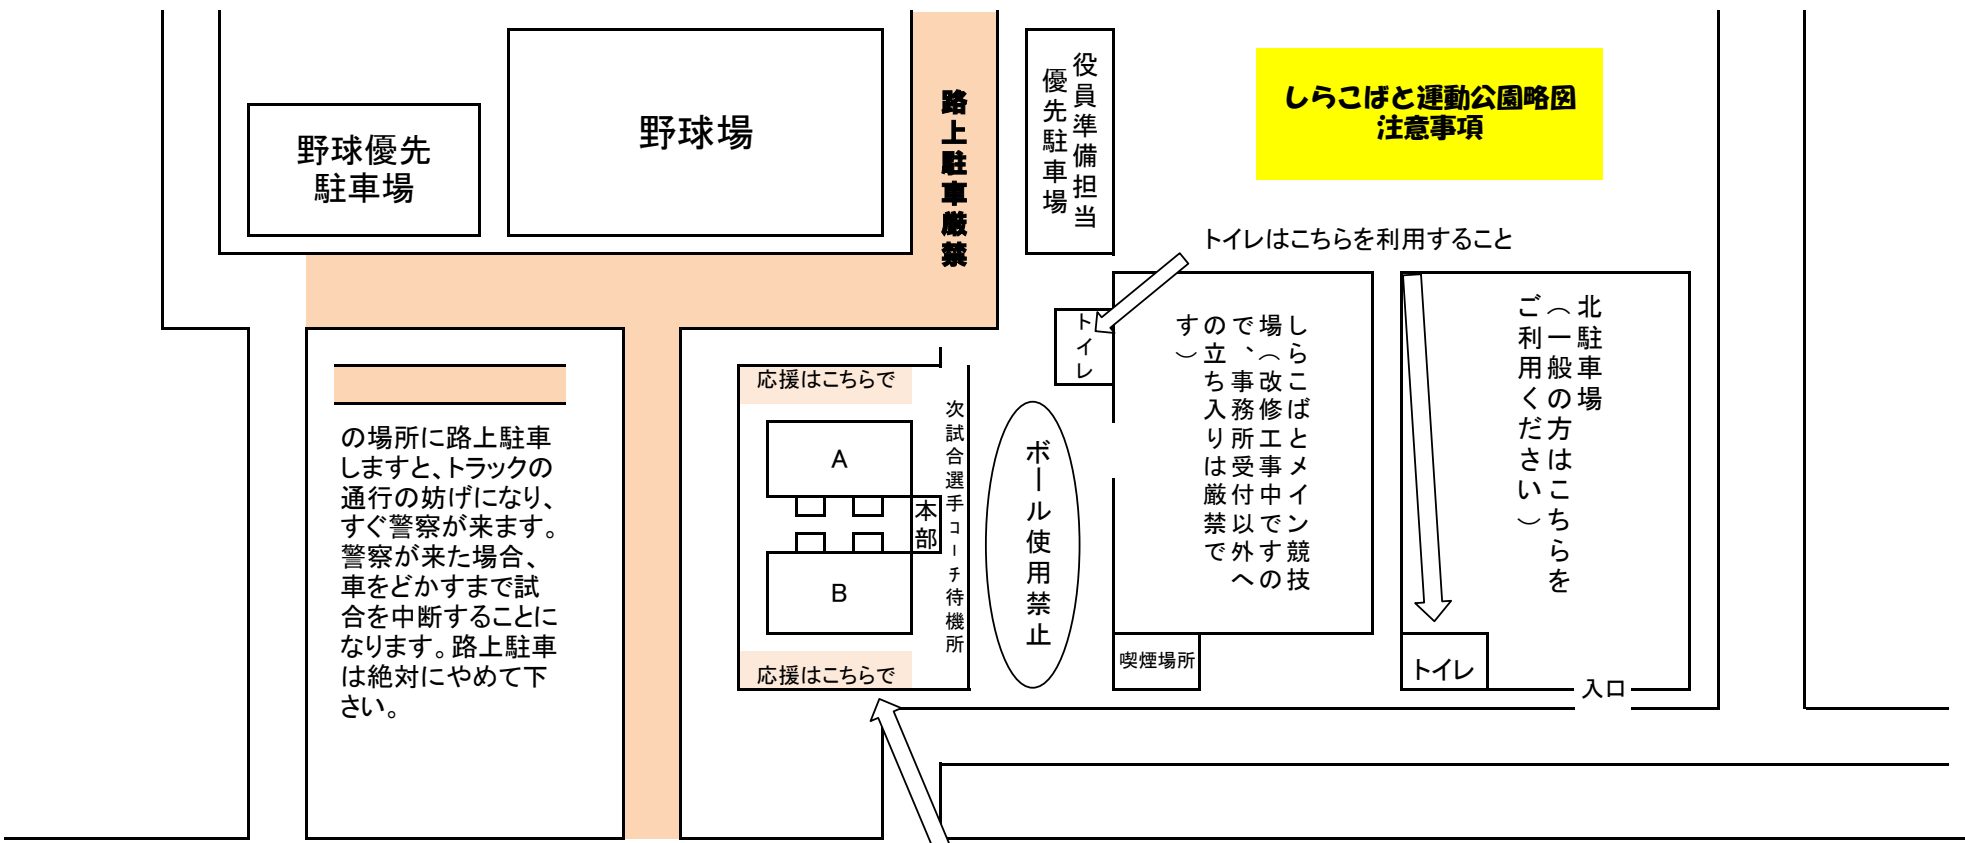 しらこばと運動公園略図
注意事項
野球優先
駐車場
野球場
路上駐車厳禁
役員準備担当
優先駐車場
トイレはこちらを利用すること
トイレ
しらこばとメイン競技
場（改修工事中ですの
で、事務所受付以外へ
の立ち入りは厳禁で
す）
北駐車場
（一般の方はこちらを
ご利用ください）
応援はこちらで
A
本部
B
応援はこちらで
次試合選手コーチ待機所
ボール使用禁止
の場所に路上駐車
しますと、トラックの
通行の妨げになり、
すぐ警察が来ます。
警察が来た場合、
車をどかすまで試
合を中断することに
なります。路上駐車
は絶対にやめて下
さい。
喫煙場所
トイレ
入口